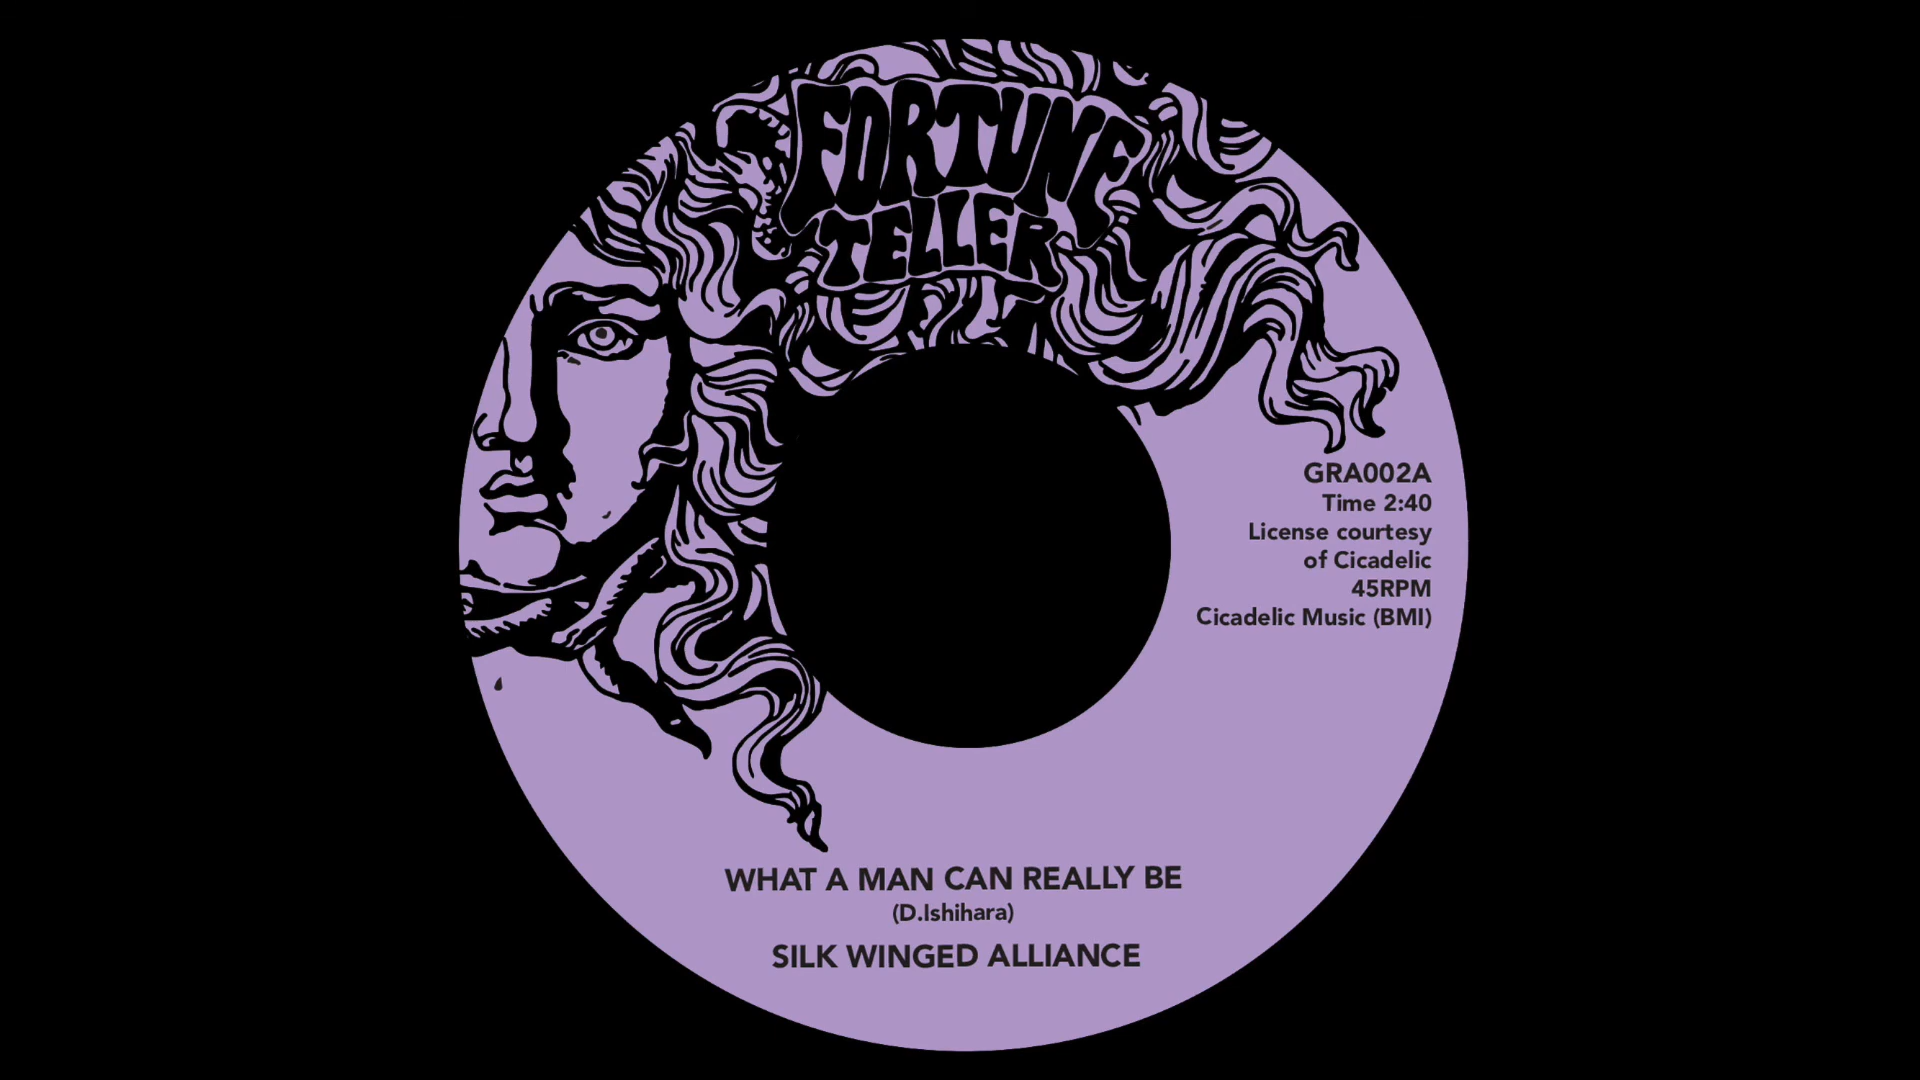 FORTUNE
TELLER
GRA002A
Time 2:40
License courtesy
of Cicadelic
45RPM
Cicadelic Music (BMI)
WHAT A MAN CAN REALLY BE
(D.Ishihara)
SILK WINGED ALLIANCE